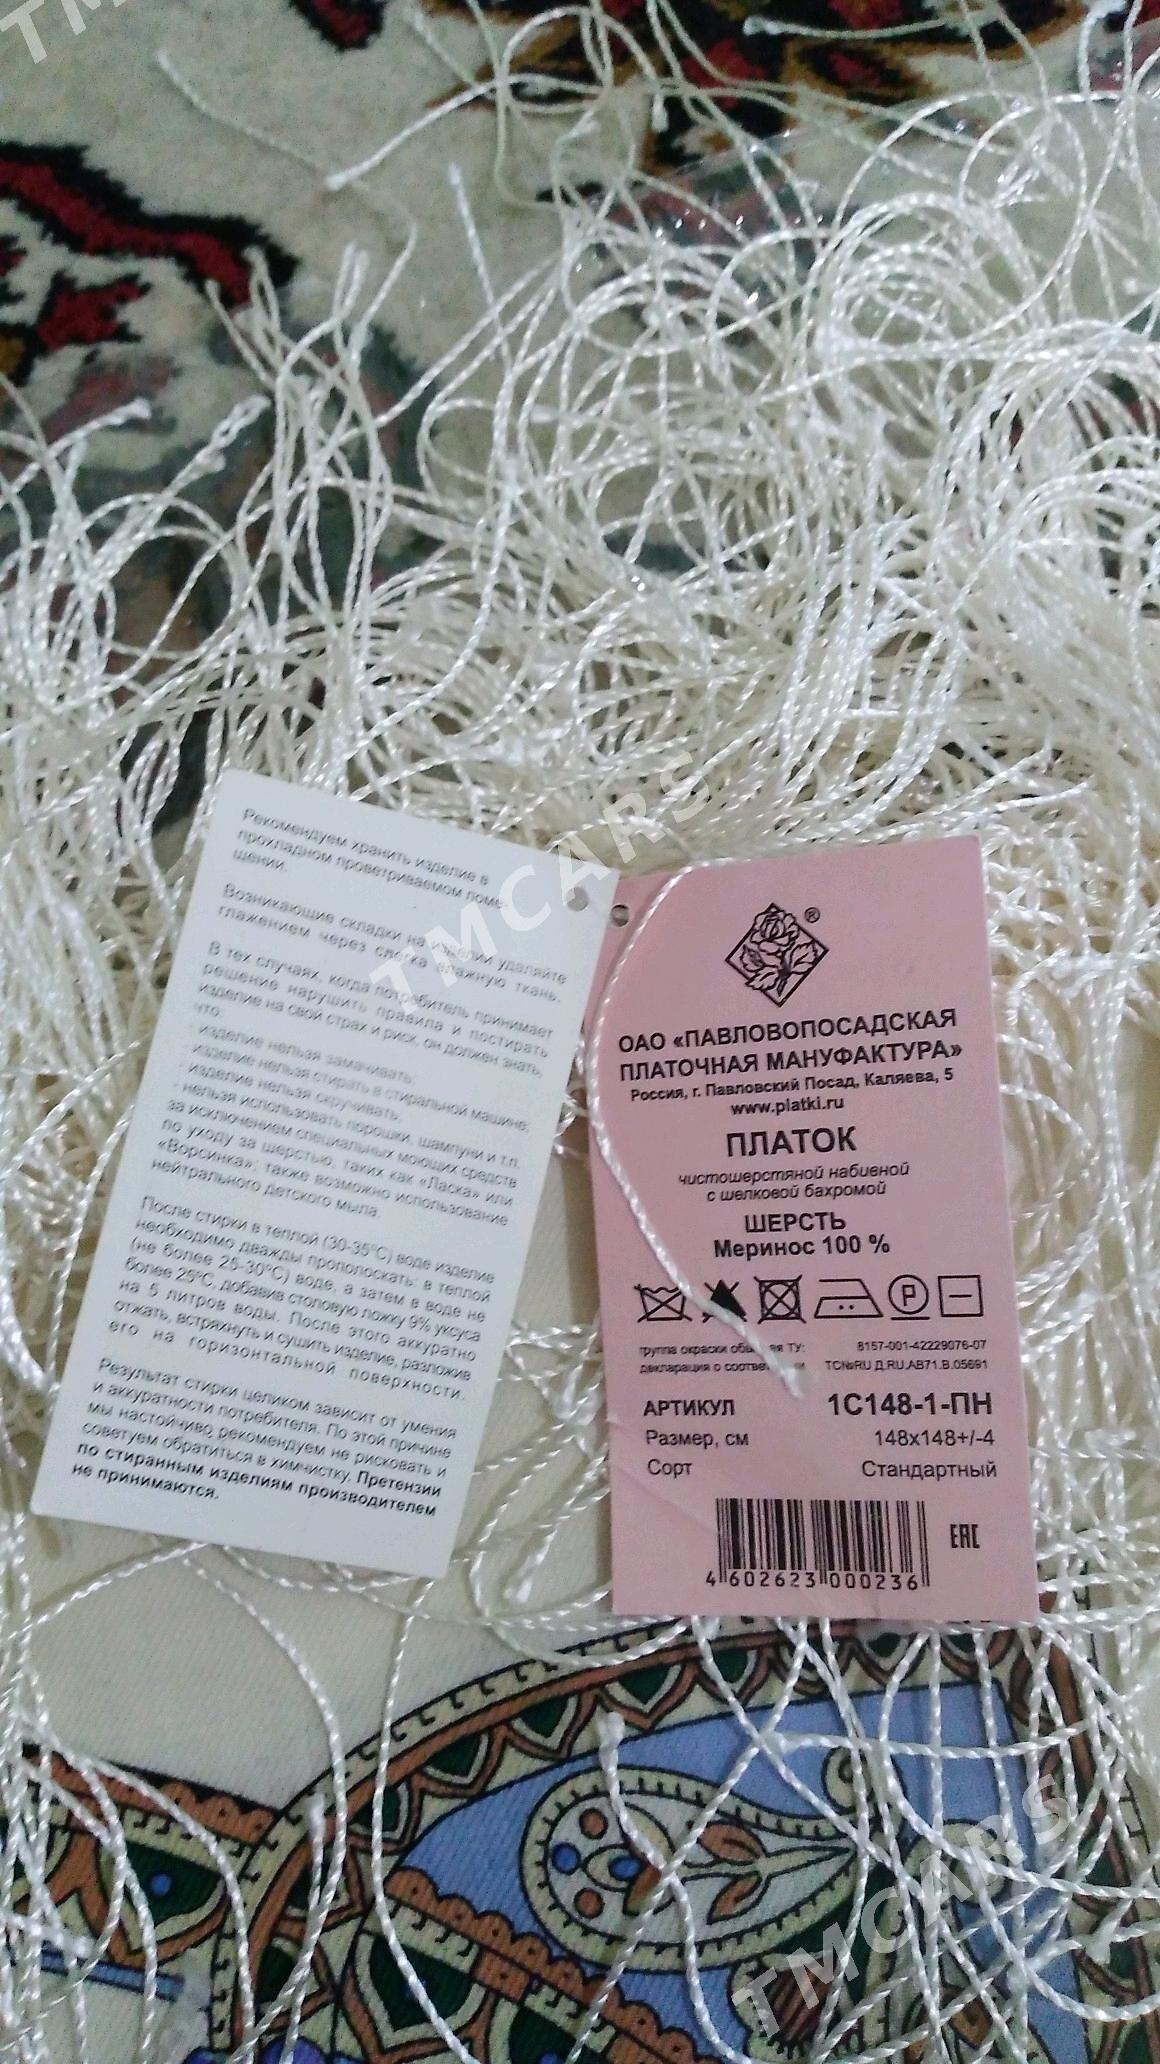 Рекомендуем хранить изделие в
прохладном проветриваемом поме-
щении.
Возникающие складки на изделии удаляйте
глажением через слегка влажную ткань.
В тех случаях, когда потребитель принимает
решение нарушить правила и постирать
изделие на свой страх и риск, он должен знать,
что:
- изделие нельзя замачивать;
- изделие нельзя стирать в стиральной машине;
- изделие нельзя скручивать;
- нельзя использовать порошки, шампуни и т.п.
за исключением специальных моющих средств
по уходу за шерстью, таких как «Ласка» или
«Ворсинка»; также возможно использование
нейтрального детского мыла.
После стирки в теплой (30-35°С) воде изделие
необходимо дважды прополоскать: в теплой
(не более 25-30°С) воде, а затем в воде не
более 25°С, добавив столовую ложку 9% уксуса
на 5 литров воды. После этого аккуратно
отжать, встряхнуть и сушить изделие, разложив
его на горизонтальной поверхности.
Результат стирки целиком зависит от умения
и аккуратности потребителя. По этой причине
мы настойчиво рекомендуем не рисковать и
советуем обратиться в химчистку. Претензии
по стиранным изделиям производителем
не принимаются.
®
ОАО «ПАВЛОВОПОСАДСКАЯ
ПЛАТОЧНАЯ МАНУФАКТУРА»
Россия, г. Павловский Посад, Каляева, 5
www.platki.ru
ПЛАТОК
чистошерстяной набивной
с шелковой бахромой
ШЕРСТЬ
Меринос 100 %
P
группа окраски ТУ: 8157-001-42229076-07
декларация о ТС№RU Д.RU.АВ71.В.05691
АРТИКУЛ 1С148-1-ПН
Размер, см 148х148+/-4
Сорт Стандартный
EAC
4 602623 000236
TMCARS
TMCARS